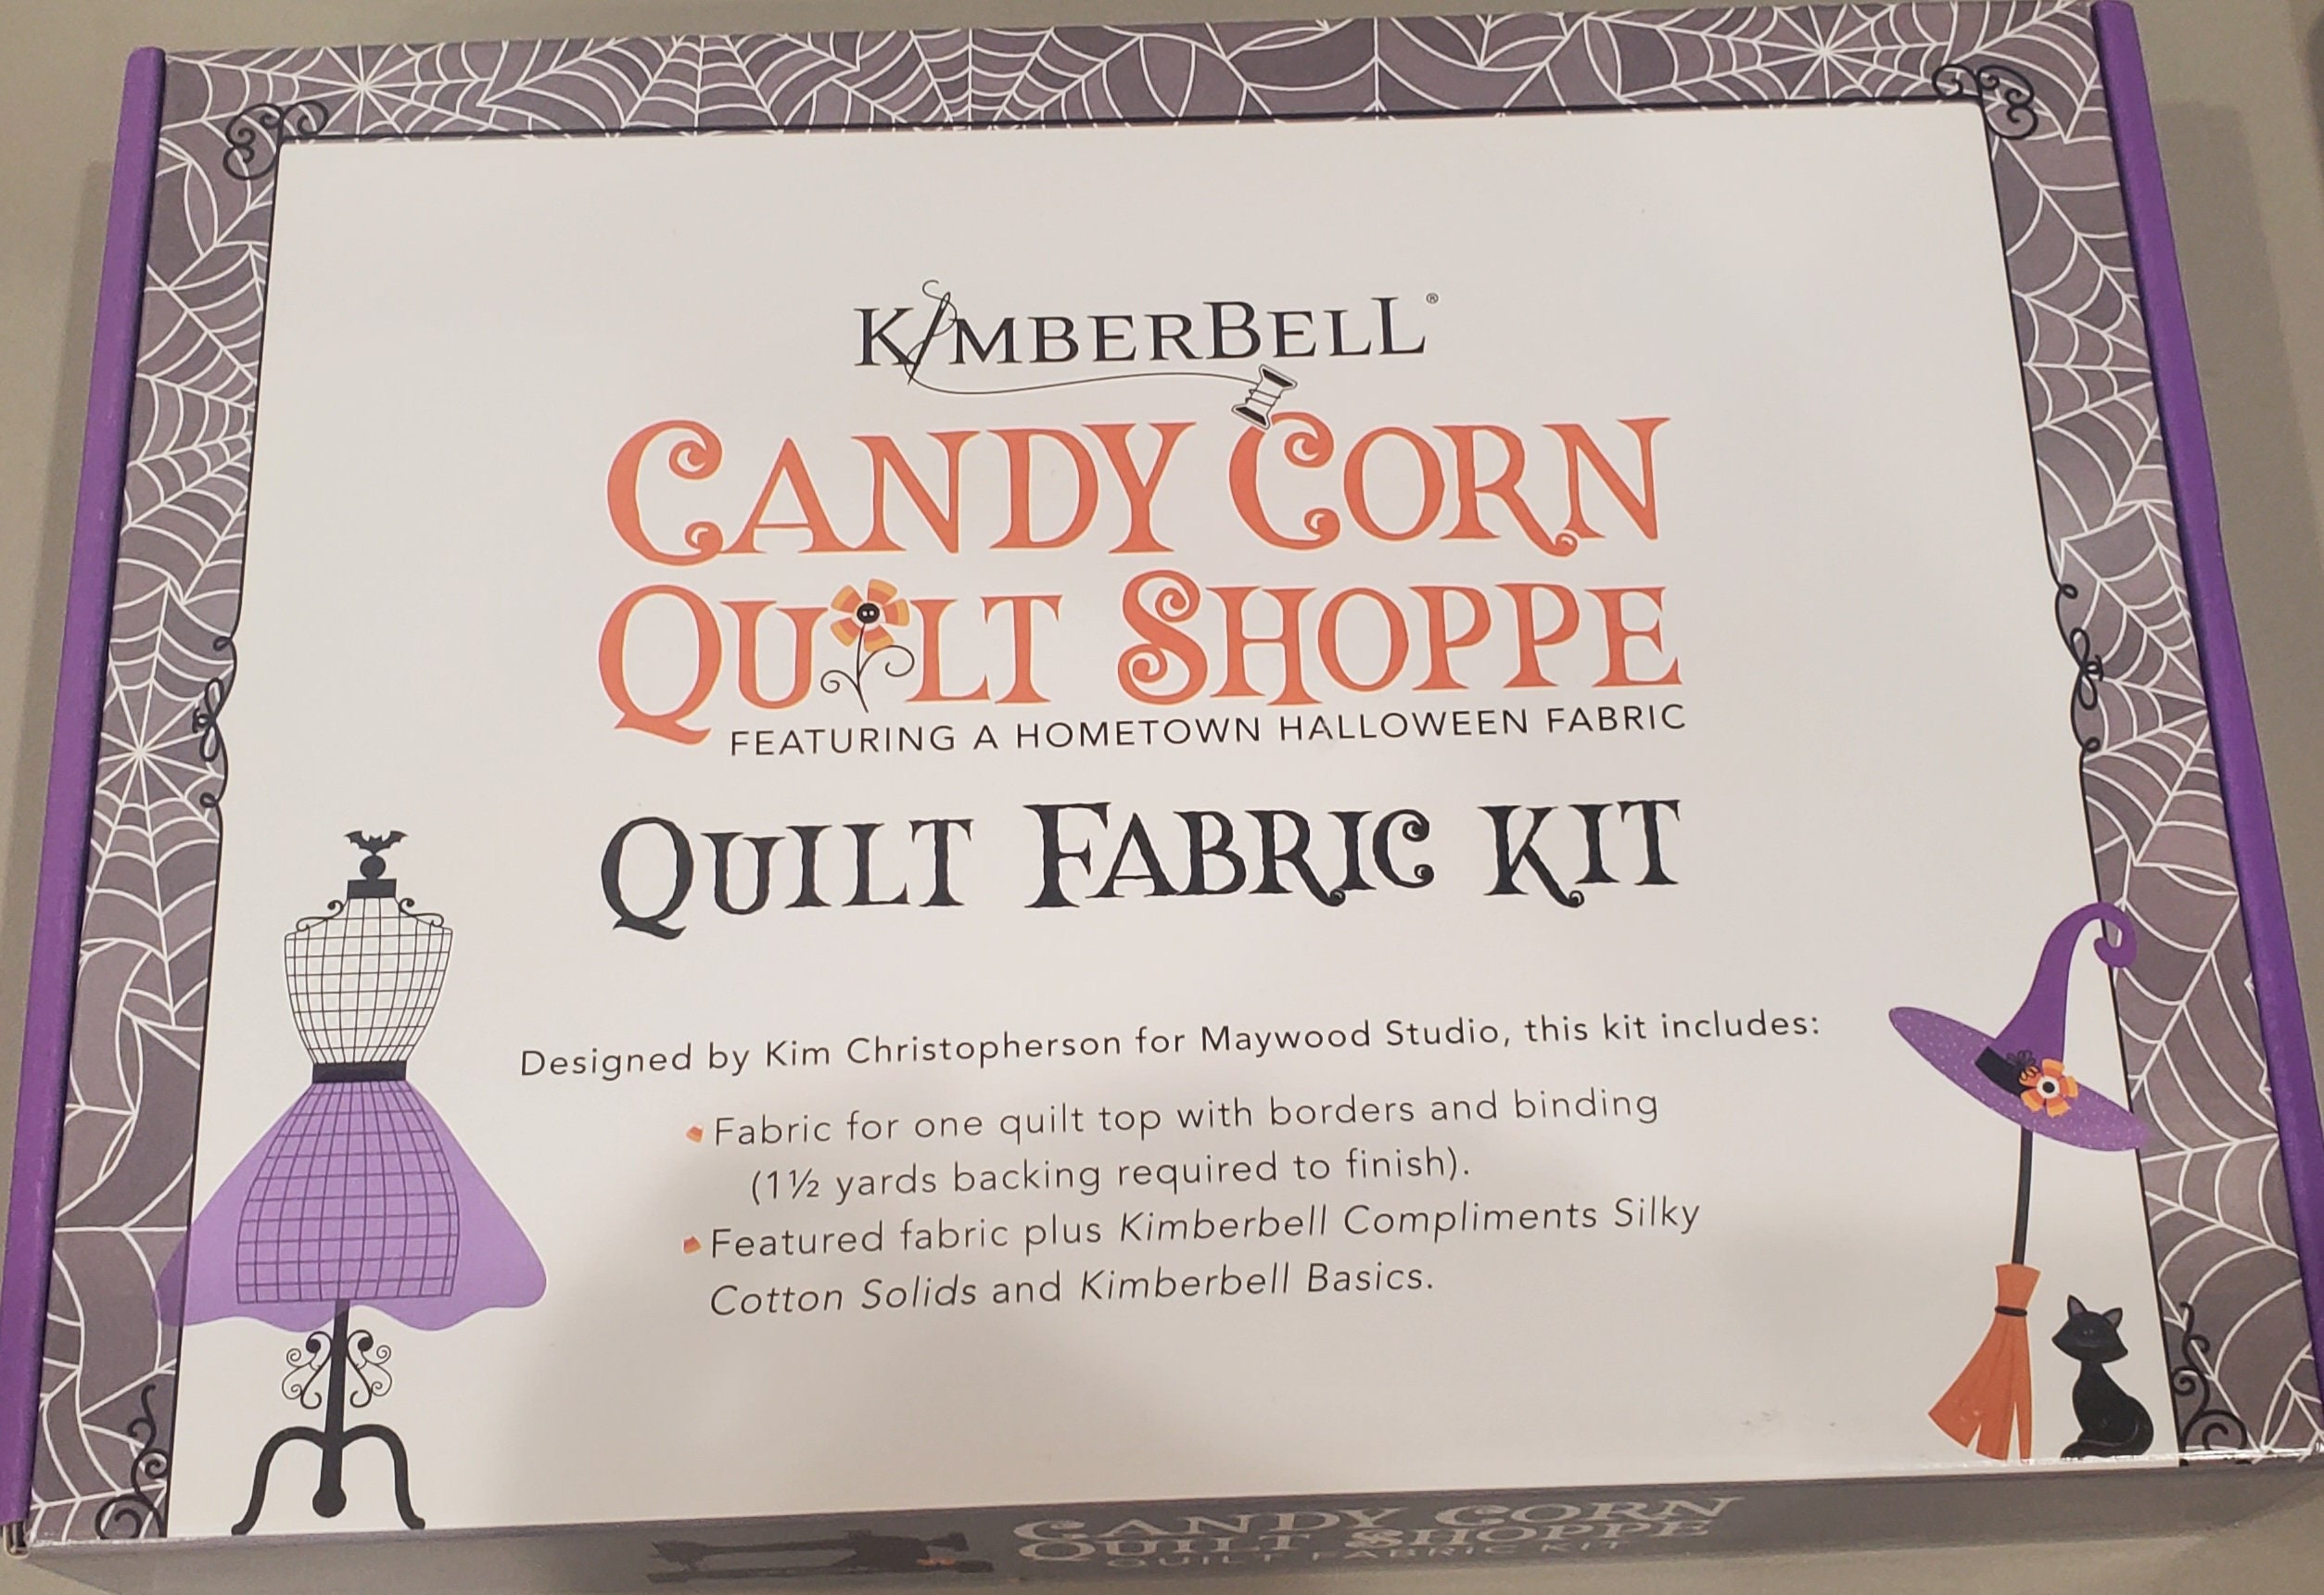 KIMBERBELL®
CANDY CORN
QUILT SHOPPE
FEATURING A HOMETOWN HALLOWEEN FABRIC
QUILT FABRIC KIT
Designed by Kim Christopherson for Maywood Studio, this kit includes:
Fabric for one quilt top with borders and binding
(1½ yards backing required to finish).
Featured fabric plus Kimberbell Compliments Silky
Cotton Solids and Kimberbell Basics.
CANDY CORN
QUILT SHOPPE
QUILT FABRIC KIT